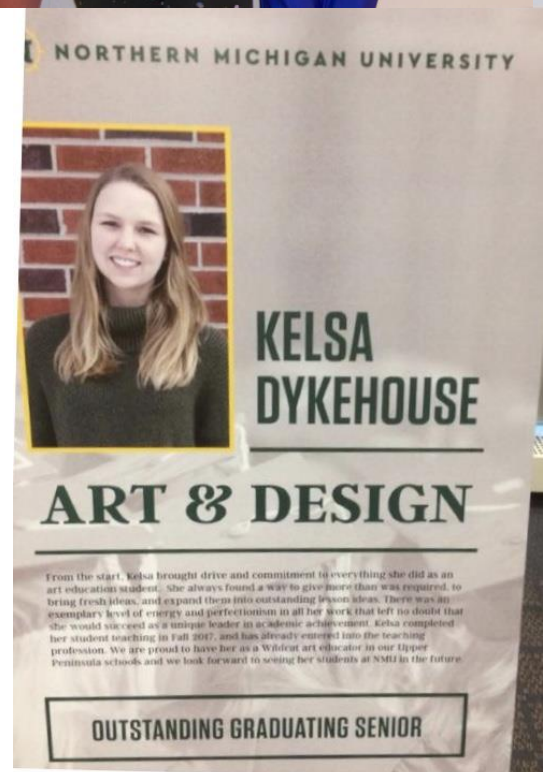 NORTHERN MICHIGAN UNIVERSITY
KELSA
DYKEHOUSE
ART & DESIGN
From the start, Kelsa brought drive and commitment to everything she did as an
art education student. She always found a way to give more than was required, to
bring fresh ideas, and expand them into outstanding lesson ideas. There was an
exemplary level of energy and perfectionism in all her work that left no doubt that
she would succeed as a unique leader in academic achievement. Kelsa completed
her student teaching in Fall 2017, and has already entered into the teaching
profession. We are proud to have her as a Wildcat art educator in our Upper
Peninsula schools and we look forward to seeing her students at NMU in the future.
OUTSTANDING GRADUATING SENIOR